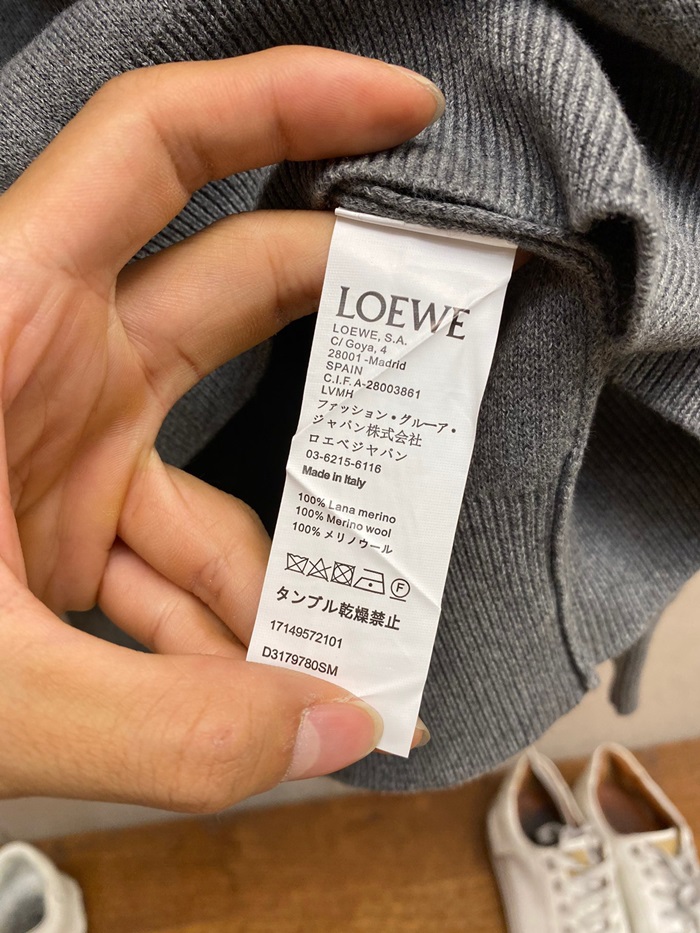 LOEWE
LOEWE, S.A.
C/ Goya, 4
28001 -Madrid
SPAIN
C.I.F. A-28003861
LVMH
ファッション・グルーア・
ジャパン株式会社
ロエベジャパン
03-6215-6116
Made in Italy
100% Lana merino
100% Merino wool
100% メリノウール
F
タンブル乾燥禁止
17149572101
D3179780SM